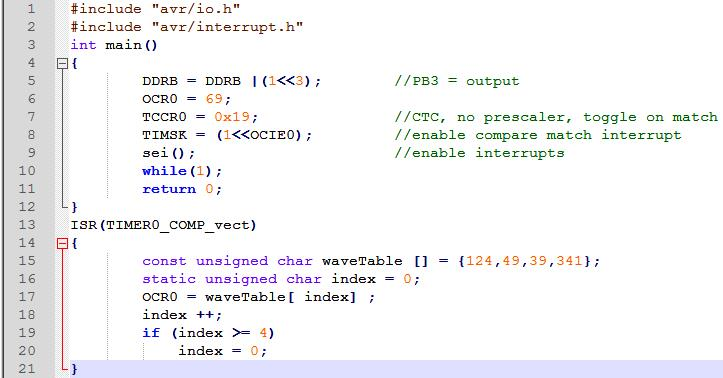 1 #include "avr/io.h"
2 #include "avr/interrupt.h"
3 int main()
4 {
5 DDRB = DDRB |(1<<3); //PB3 = output
6 OCR0 = 69;
7 TCCR0 = 0x19; //CTC, no prescaler, toggle on match
8 TIMSK = (1<<OCIE0); //enable compare match interrupt
9 sei(); //enable interrupts
10 while(1);
11 return 0;
12 }
13 ISR(TIMER0_COMP_vect)
14 {
15 const unsigned char waveTable [] = {124,49,39,341};
16 static unsigned char index = 0;
17 OCR0 = waveTable[ index] ;
18 index ++;
19 if (index >= 4)
20 index = 0;
21 }